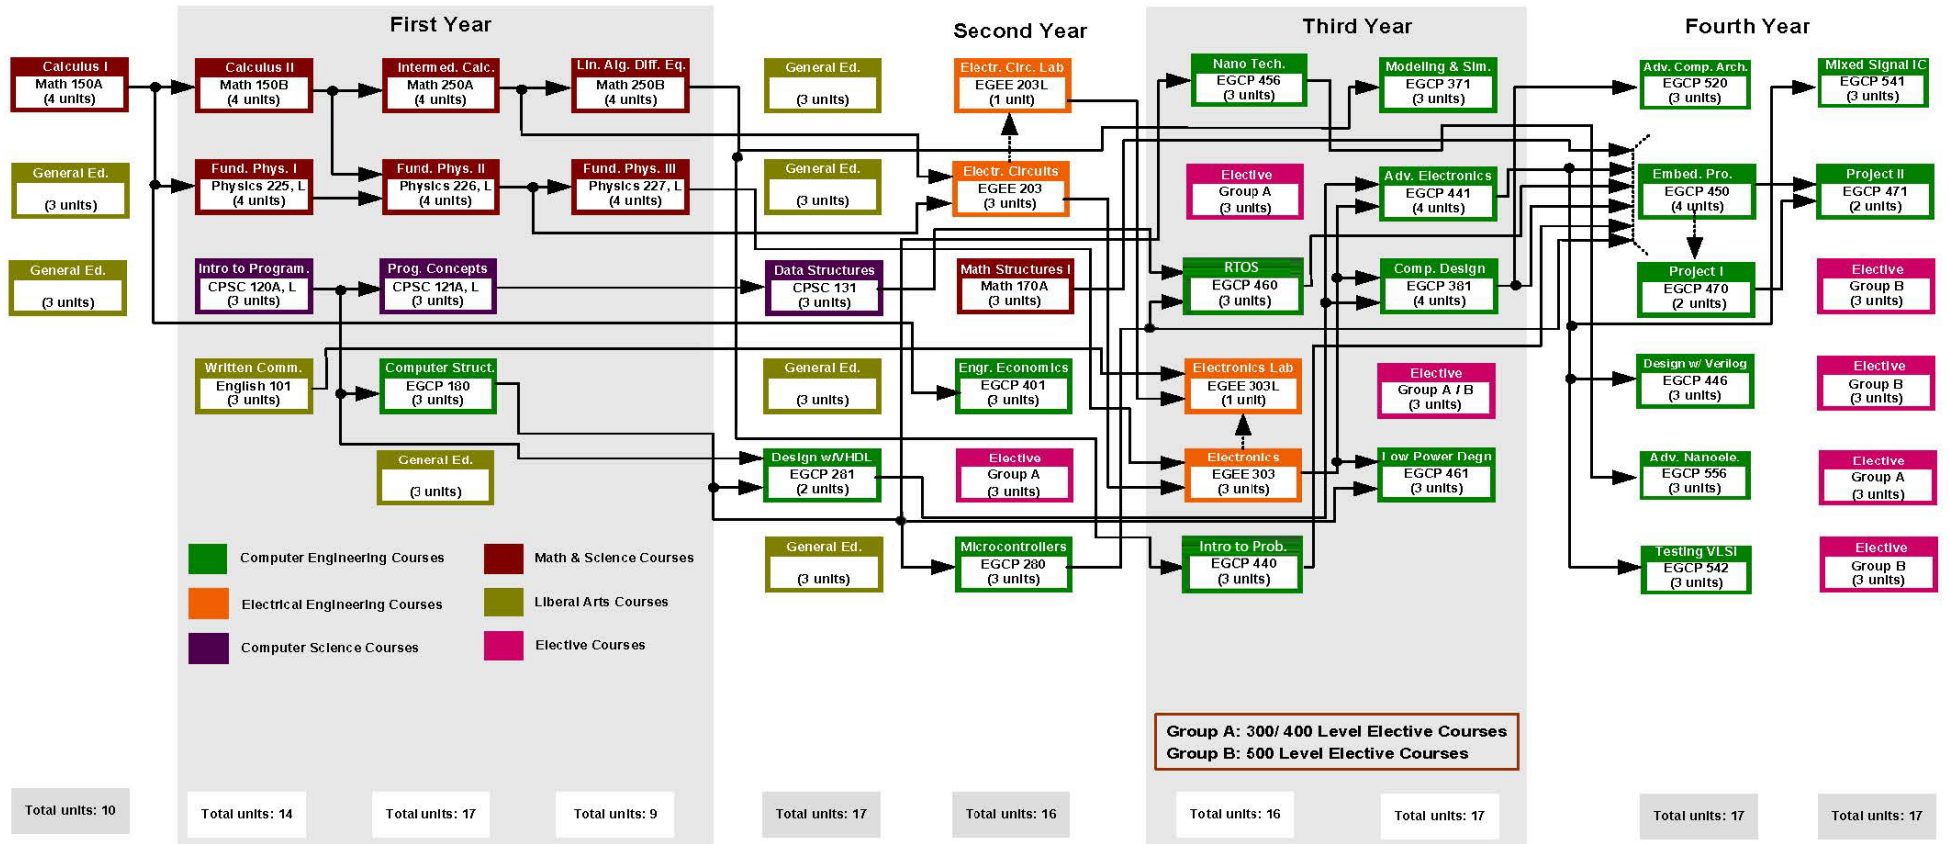 First Year
Second Year
Third Year
Fourth Year
Calculus I
Math 150A
(4 units)
General Ed.
(3 units)
General Ed.
(3 units)
Calculus II
Math 150B
(4 units)
Fund. Phys. I
Physics 225, L
(4 units)
Intro to Program.
CPSC 120A, L
(3 units)
Written Comm.
English 101
(3 units)
Intermed. Calc.
Math 250A
(4 units)
Fund. Phys. II
Physics 226, L
(4 units)
Prog. Concepts
CPSC 121A, L
(3 units)
Computer Struct.
EGCP 180
(3 units)
General Ed.
(3 units)
Lin. Alg. Diff. Eq.
Math 250B
(4 units)
Fund. Phys. III
Physics 227, L
(4 units)
General Ed.
(3 units)
General Ed.
(3 units)
Data Structures
CPSC 131
(3 units)
General Ed.
(3 units)
Design w/VHDL
EGCP 281
(2 units)
General Ed.
(3 units)
Electr. Circ. Lab
EGEE 203L
(1 unit)
Electr. Circuits
EGEE 203
(3 units)
Math Structures I
Math 170A
(3 units)
Engr. Economics
EGCP 401
(3 units)
Elective
Group A
(3 units)
Microcontrollers
EGCP 280
(3 units)
Nano Tech.
EGCP 456
(3 units)
Elective
Group A
(3 units)
RTOS
EGCP 460
(3 units)
Electronics Lab
EGEE 303L
(1 unit)
Electronics
EGEE 303
(3 units)
Intro to Prob.
EGCP 440
(3 units)
Modeling & Sim.
EGCP 371
(3 units)
Adv. Electronics
EGCP 441
(4 units)
Comp. Design
EGCP 381
(4 units)
Elective
Group A / B
(3 units)
Low Power Degn
EGCP 461
(3 units)
Adv. Comp. Arch.
EGCP 520
(3 units)
Embed. Pro.
EGCP 450
(4 units)
Project I
EGCP 470
(2 units)
Design w/ Verilog
EGCP 446
(3 units)
Adv. Nanoele.
EGCP 556
(3 units)
Testing VLSI
EGCP 542
(3 units)
Mixed Signal IC
EGCP 541
(3 units)
Project II
EGCP 471
(2 units)
Elective
Group B
(3 units)
Elective
Group B
(3 units)
Elective
Group A
(3 units)
Elective
Group B
(3 units)
Computer Engineering Courses
Electrical Engineering Courses
Computer Science Courses
Math & Science Courses
Liberal Arts Courses
Elective Courses
Group A: 300/ 400 Level Elective Courses
Group B: 500 Level Elective Courses
Total units: 10
Total units: 14
Total units: 17
Total units: 9
Total units: 17
Total units: 16
Total units: 16
Total units: 17
Total units: 17
Total units: 17